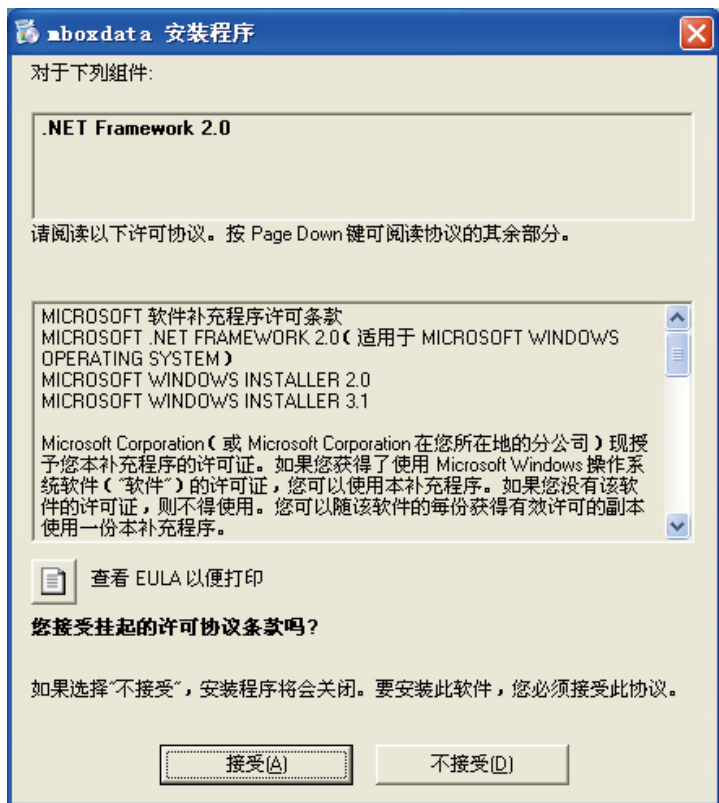 mboxdata 安装程序
对于下列组件:
.NET Framework 2.0
请阅读以下许可协议。按 Page Down 键可阅读协议的其余部分。
MICROSOFT 软件补充程序许可条款
MICROSOFT .NET FRAMEWORK 2.0(适用于 MICROSOFT WINDOWS
OPERATING SYSTEM)
MICROSOFT WINDOWS INSTALLER 2.0
MICROSOFT WINDOWS INSTALLER 3.1
Microsoft Corporation(或 Microsoft Corporation 在您所在地的分公司)现授
予您本补充程序的许可证。如果您获得了使用 Microsoft Windows 操作系
统软件(“软件”)的许可证,您可以使用本补充程序。如果您没有该软
件的许可证,则不得使用。您可以随该软件的每份获得有效许可的副本
使用一份本补充程序。
查看 EULA 以便打印
您接受挂起的许可协议条款吗?
如果选择“不接受”,安装程序将会关闭。要安装此软件,您必须接受此协议。
接受(A)
不接受(D)